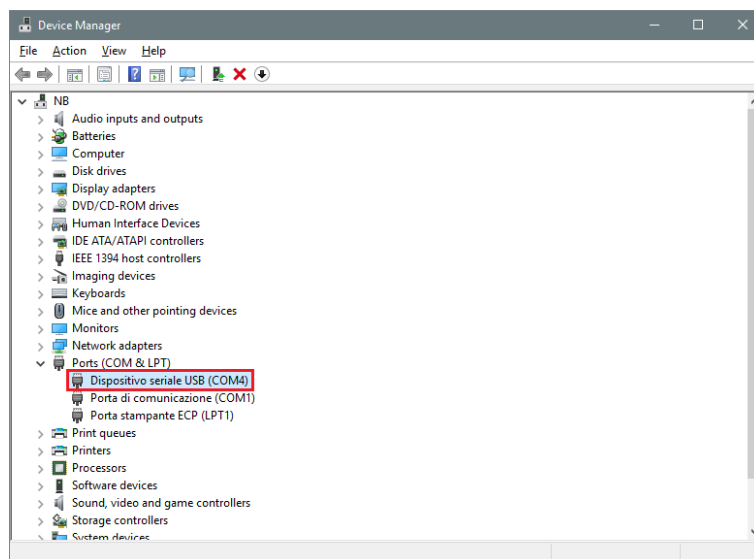 Device Manager
File Action View Help
NB
Audio inputs and outputs
Batteries
Computer
Disk drives
Display adapters
DVD/CD-ROM drives
Human Interface Devices
IDE ATA/ATAPI controllers
IEEE 1394 host controllers
Imaging devices
Keyboards
Mice and other pointing devices
Monitors
Network adapters
Ports (COM & LPT)
Dispositivo seriale USB (COM4)
Porta di comunicazione (COM1)
Porta stampante ECP (LPT1)
Print queues
Printers
Processors
Software devices
Sound, video and game controllers
Storage controllers
System devices